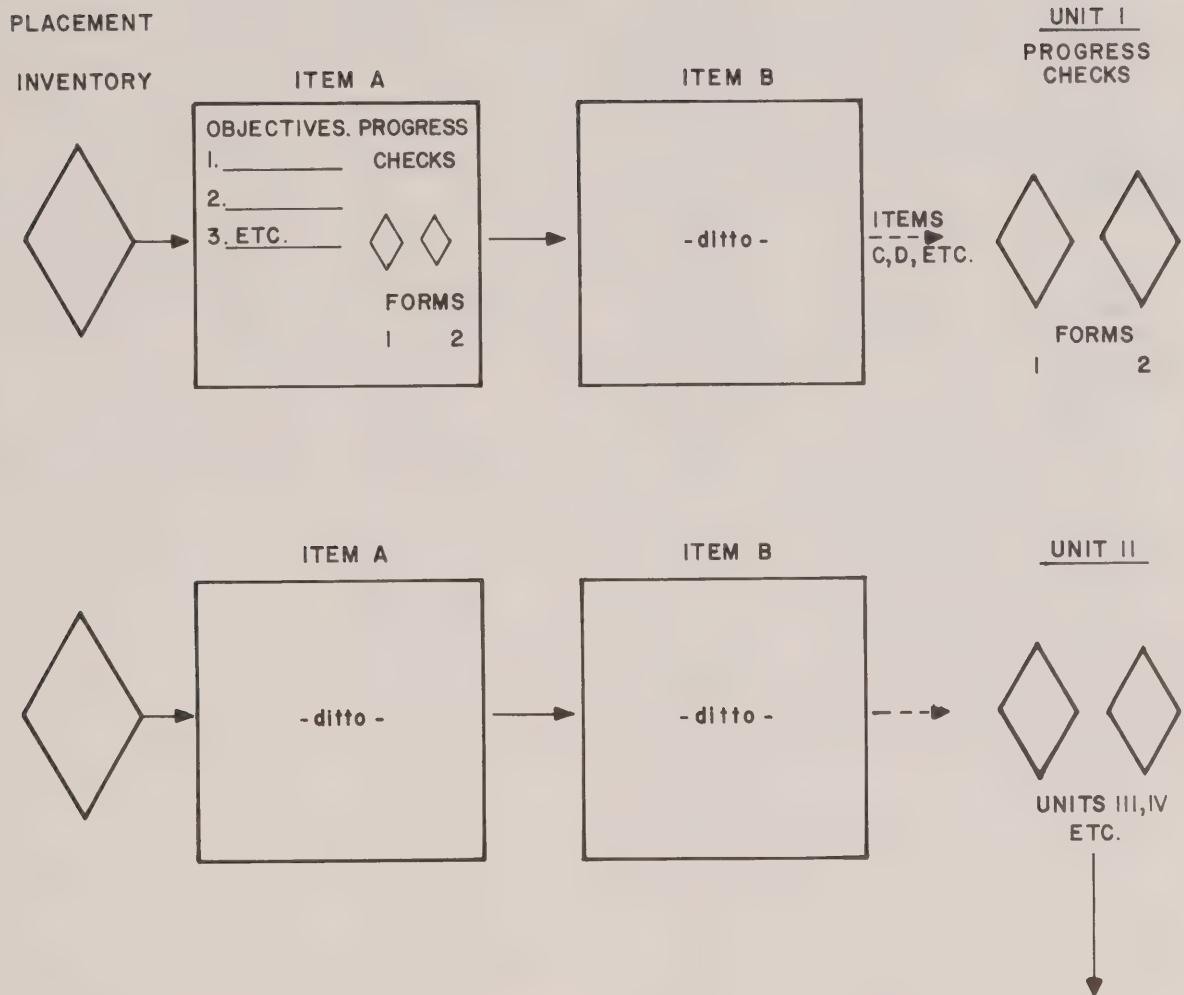 PLACEMENT
INVENTORY
ITEM A
OBJECTIVES. PROGRESS
CHECKS
1.
2.
3. ETC.
FORMS
1 2
ITEM B
-ditto-
ITEMS
C,D, ETC.
UNIT I
PROGRESS
CHECKS
FORMS
1 2
ITEM A
-ditto-
ITEM B
-ditto-
UNIT II
UNITS III,IV
ETC.